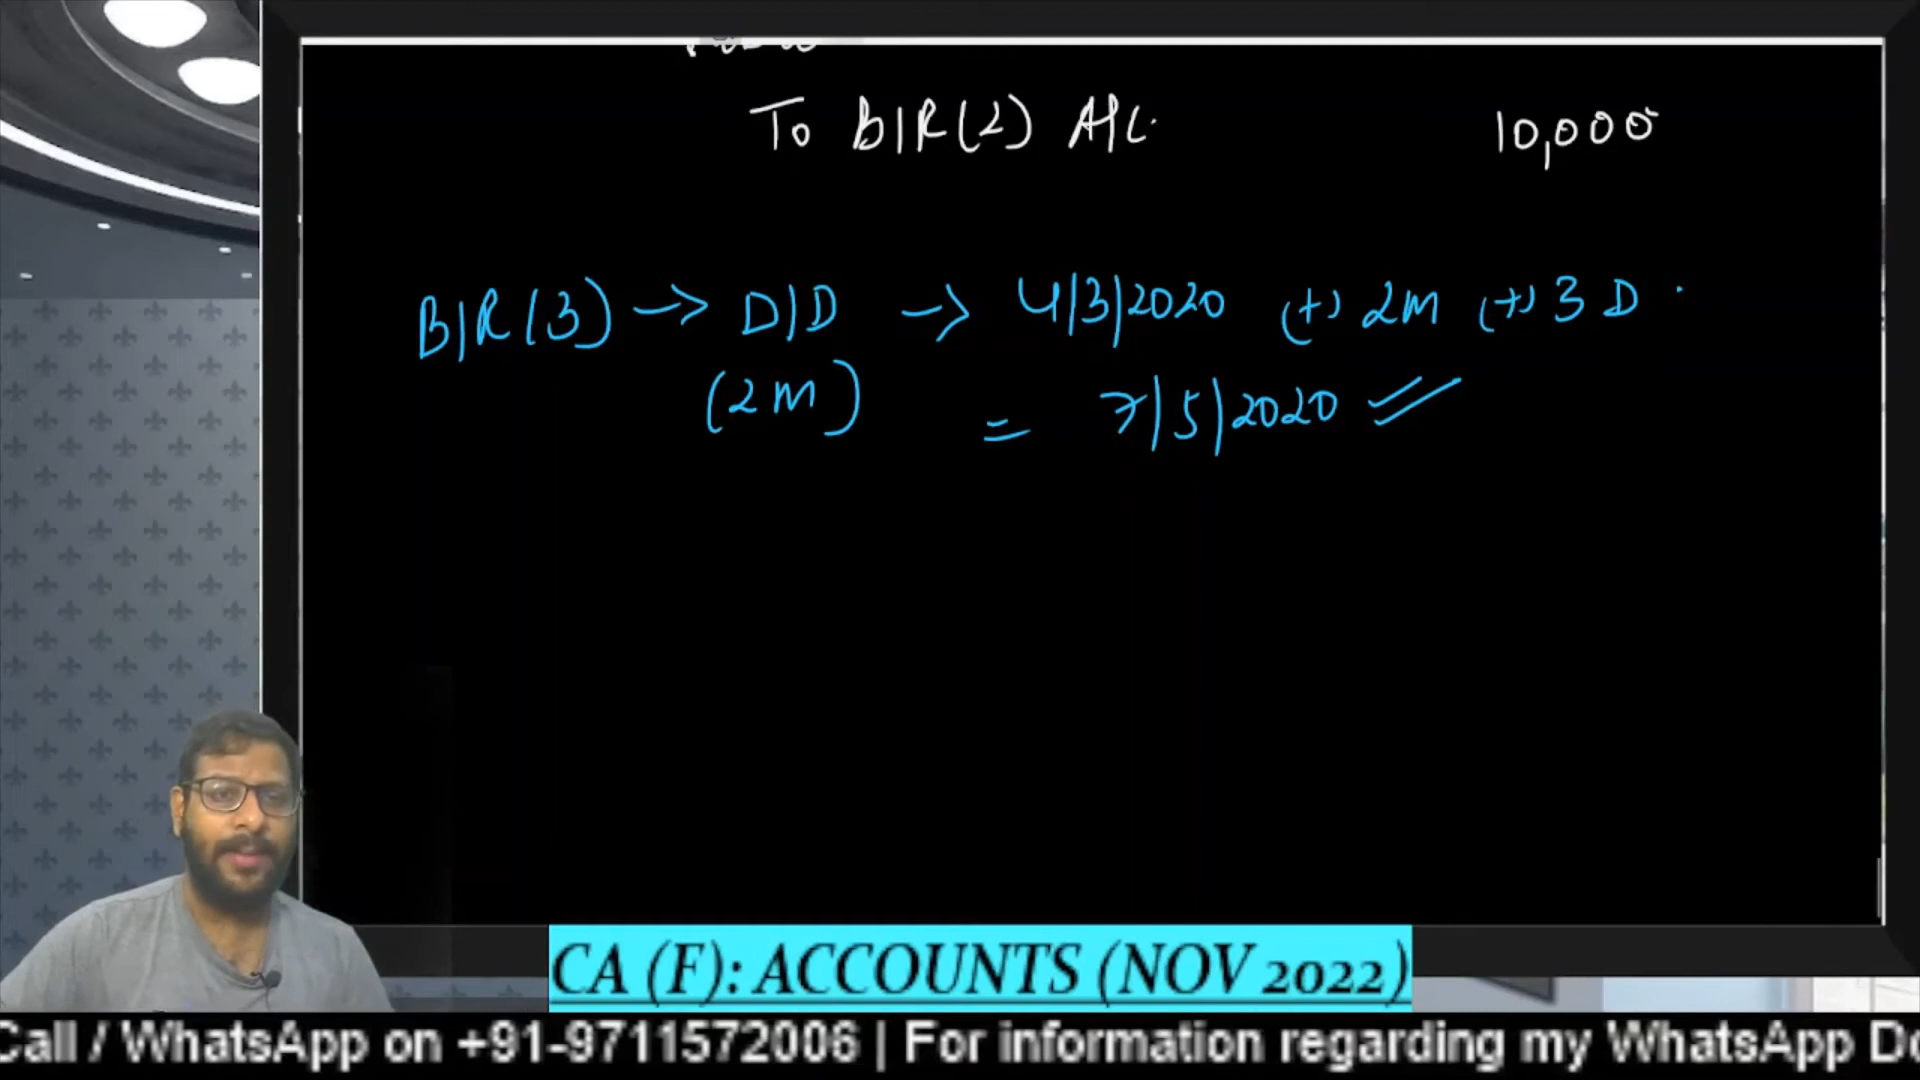 To B/R(2) A/C. 10,000
B/R(3) -> D/D -> 4/3/2020 (+) 2M (+) 3 D.
(2M) = 7/5/2020
CA (F): ACCOUNTS (NOV 2022)
Call / WhatsApp on +91-9711572006 | For information regarding my WhatsApp Do